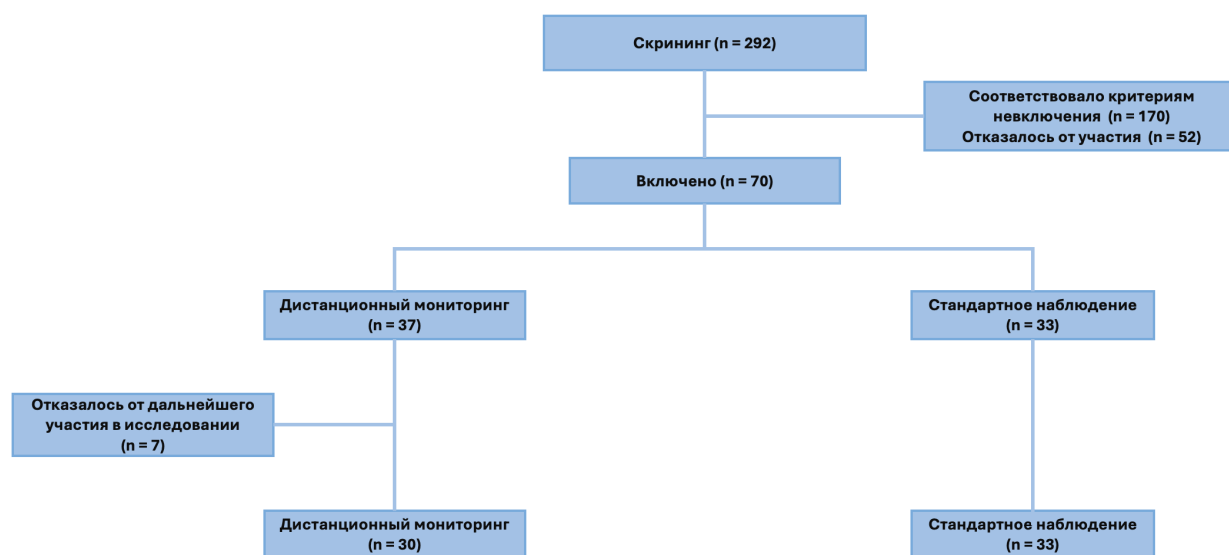 Скрининг (n = 292)
Соответствовало критериям
невключения (n = 170)
Отказалось от участия (n = 52)
Включено (n = 70)
Дистанционный мониторинг
(n = 37)
Стандартное наблюдение
(n = 33)
Отказалось от дальнейшего
участия в исследовании
(n = 7)
Дистанционный мониторинг
(n = 30)
Стандартное наблюдение
(n = 33)